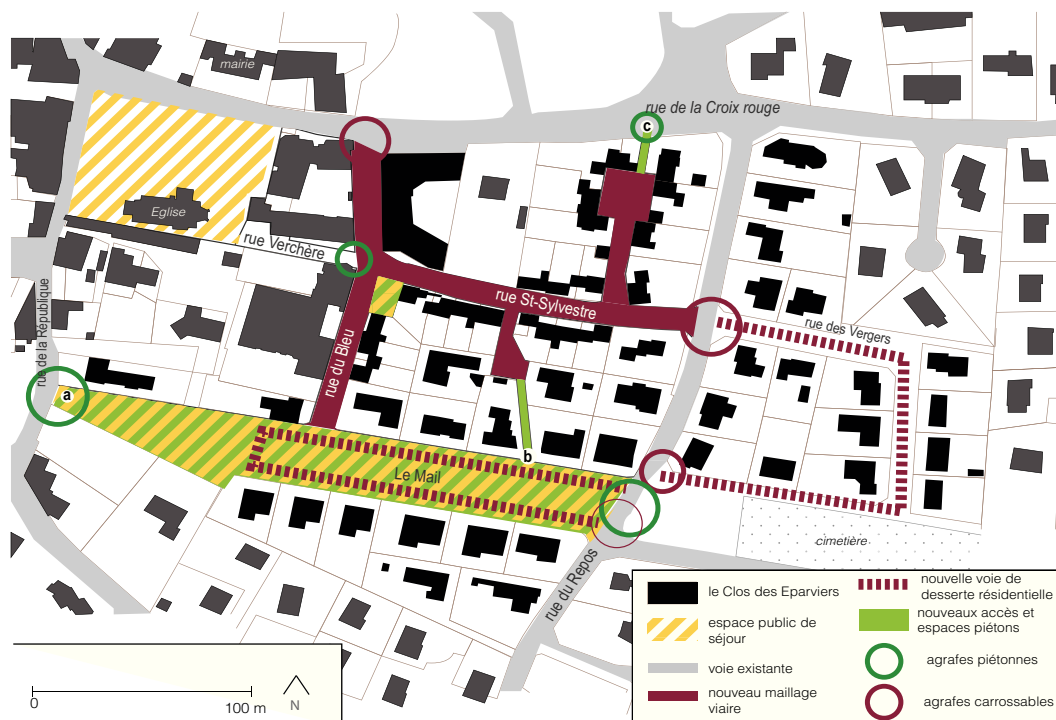 mairie
rue de la Croix rouge
c
Eglise
rue Verchère
rue de la République
rue St-Sylvestre
rue des Vergers
rue du Bleu
a
b
Le Mail
cimetière
rue du Repos
le Clos des Eparviers
espace public de
séjour
voie existante
nouveau maillage
viaire
nouvelle voie de
desserte résidentielle
nouveaux accès et
espaces piétons
agrafes piétonnes
agrafes carrossables
0
100 m
N